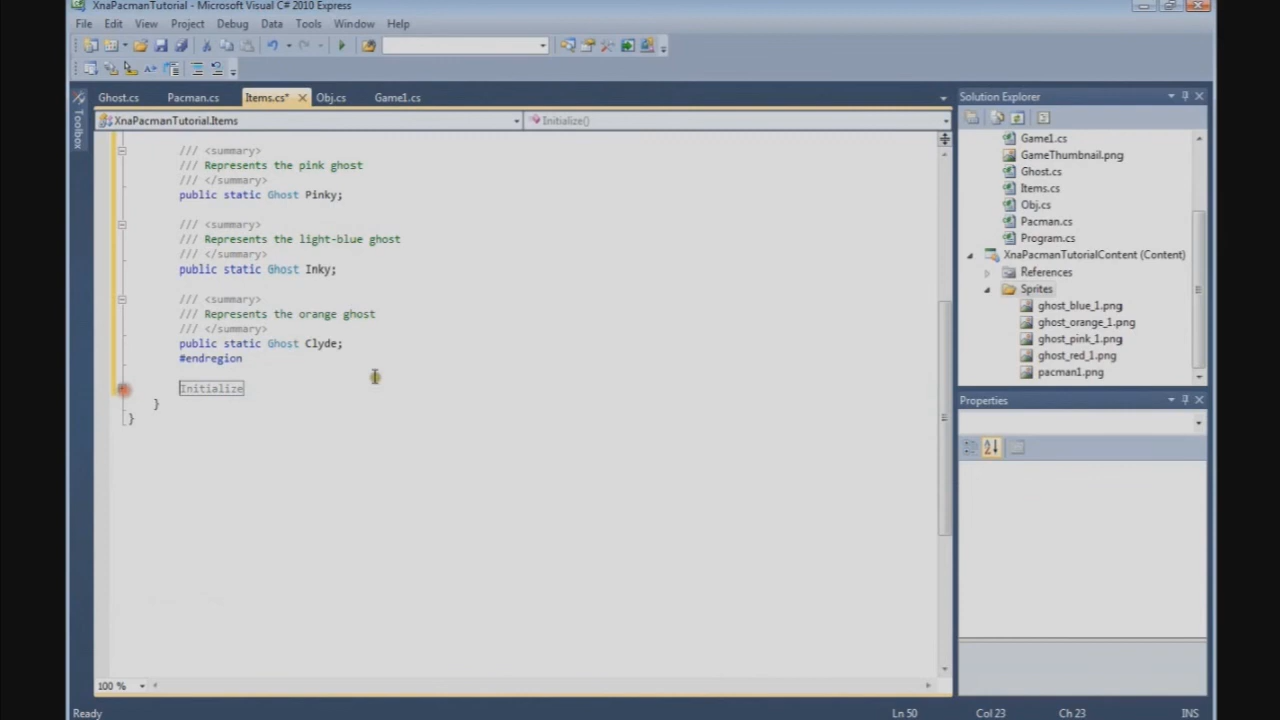 XnaPacmanTutorial - Microsoft Visual C# 2010 Express
File Edit View Project Debug Data Tools Window Help
Ghost.cs Pacman.cs Items.cs* Obj.cs Game1.cs
Toolbox
XnaPacmanTutorial.Items
Initialize()
/// <summary>
/// Represents the pink ghost
/// </summary>
public static Ghost Pinky;
/// <summary>
/// Represents the light-blue ghost
/// </summary>
public static Ghost Inky;
/// <summary>
/// Represents the orange ghost
/// </summary>
public static Ghost Clyde;
#endregion
Initialize
}
}
100 %
Solution Explorer
Game1.cs
GameThumbnail.png
Ghost.cs
Items.cs
Obj.cs
Pacman.cs
Program.cs
XnaPacmanTutorialContent (Content)
References
Sprites
ghost_blue_1.png
ghost_orange_1.png
ghost_pink_1.png
ghost_red_1.png
pacman1.png
Properties
Ready Ln 50 Col 23 Ch 23 INS